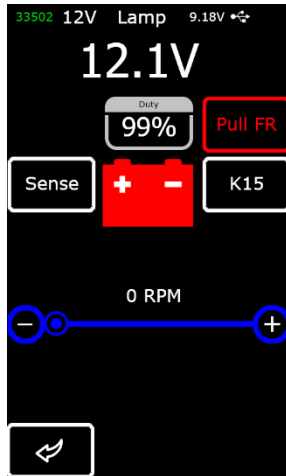 33502 12V Lamp 9.18V
12.1V
Duty
99%
Pull FR
Sense
+ -
K15
0 RPM
- +